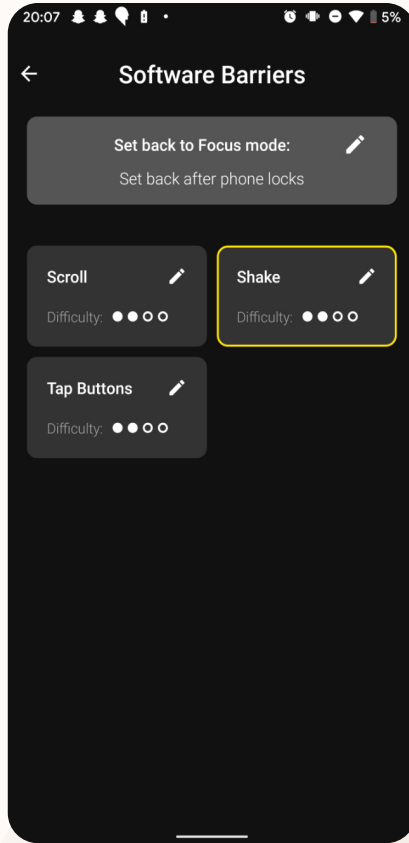 20:07 5%
Software Barriers
Set back to Focus mode:
Set back after phone locks
Scroll
Difficulty:
Shake
Difficulty:
Tap Buttons
Difficulty: